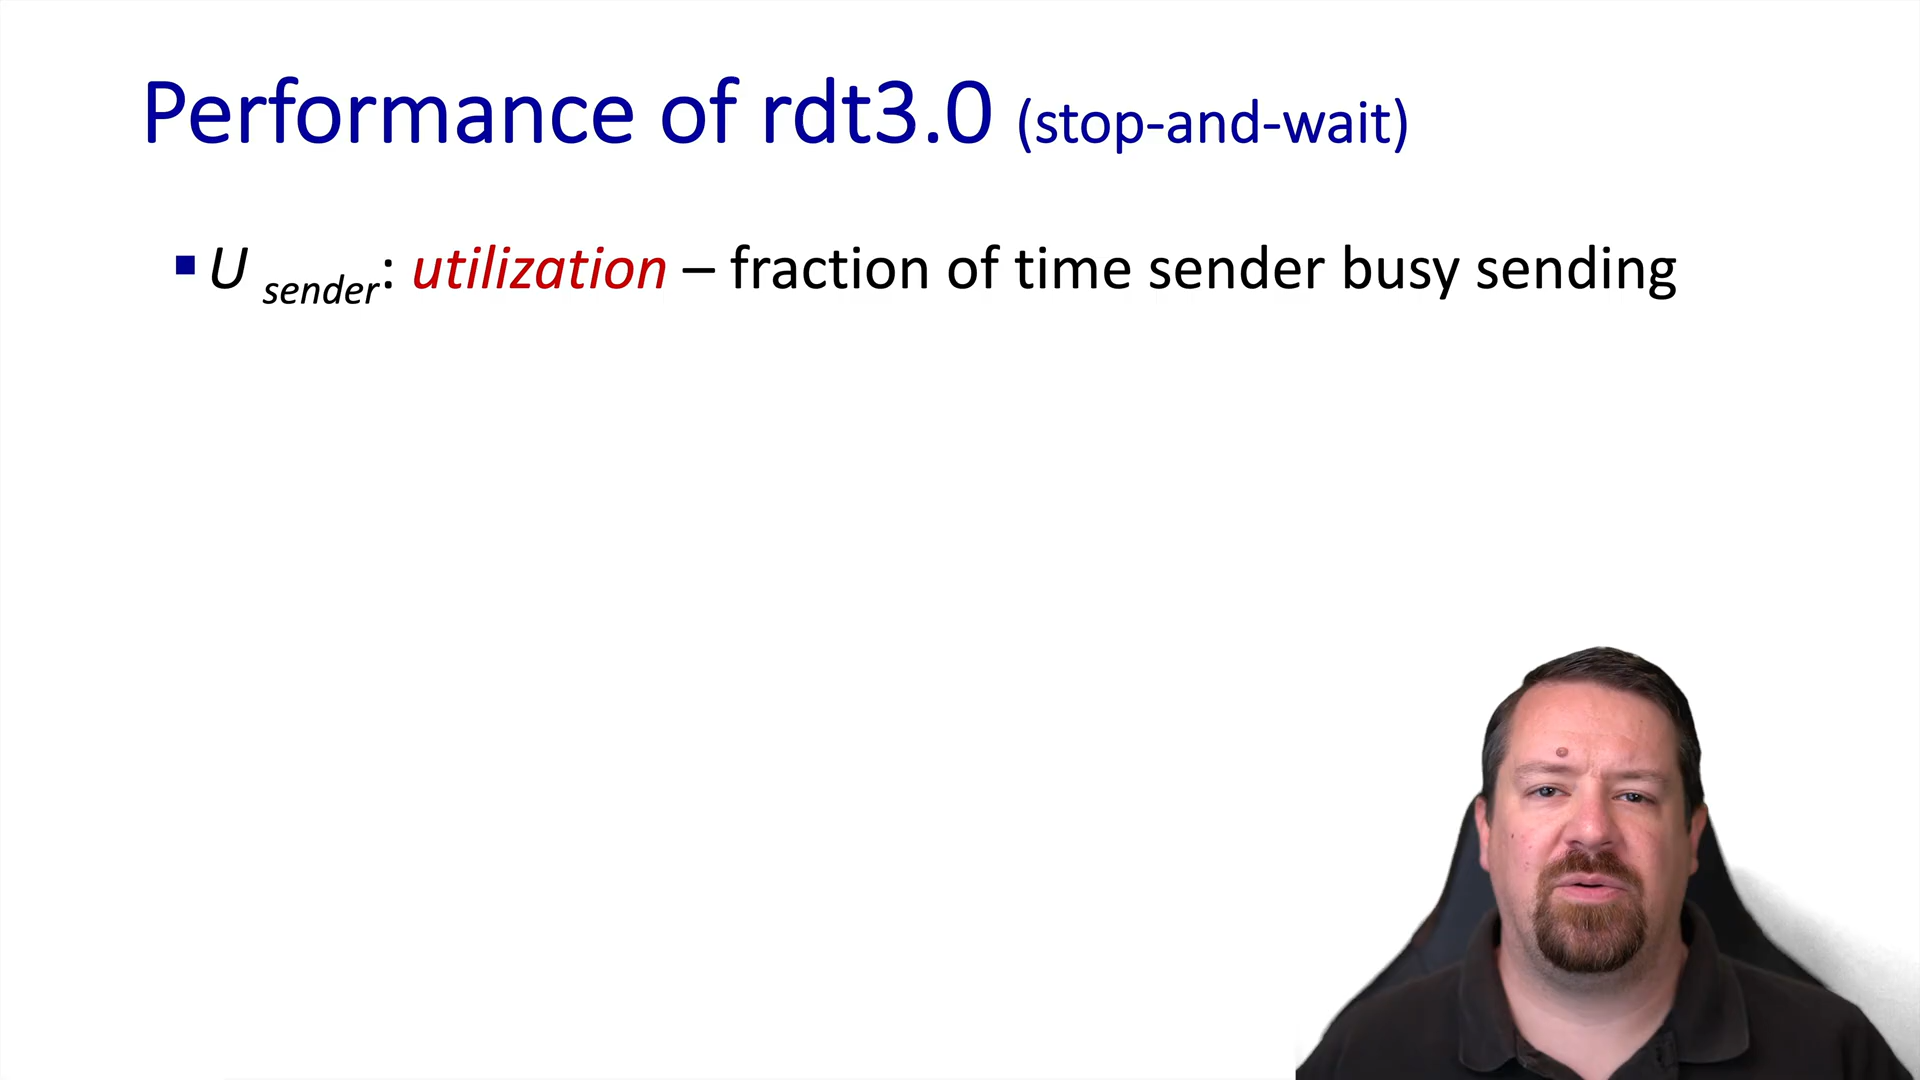 Performance of rdt3.0 (stop-and-wait)
▪ U sender: utilization – fraction of time sender busy sending